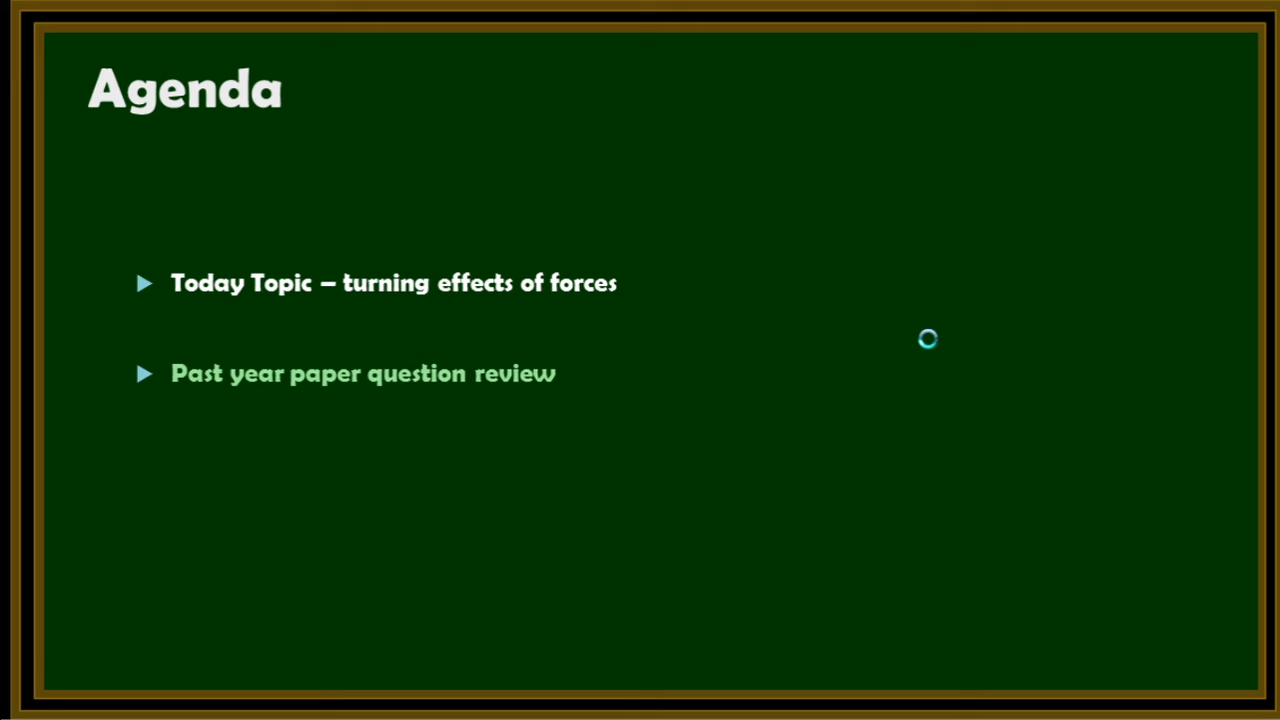 Agenda
Today Topic – turning effects of forces
Past year paper question review